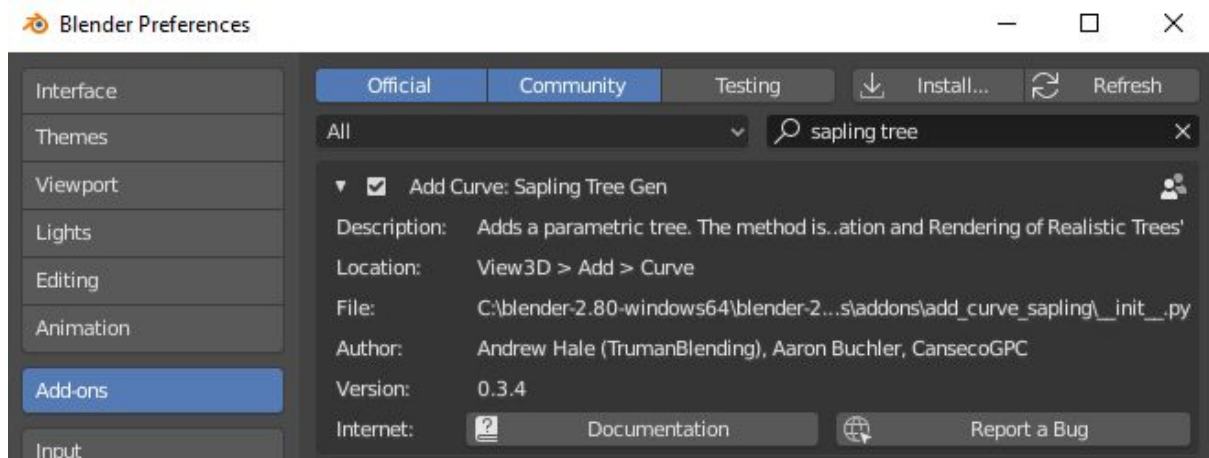 Blender Preferences
Interface
Themes
Viewport
Lights
Editing
Animation
Add-ons
Input
Official Community Testing Install... Refresh
All sapling tree
Add Curve: Sapling Tree Gen
Description: Adds a parametric tree. The method is..ation and Rendering of Realistic Trees'
Location: View3D > Add > Curve
File: C:\blender-2.80-windows64\blender-2...s\addons\add_curve_sapling\__init__.py
Author: Andrew Hale (TrumanBlending), Aaron Buchler, CansecoGPC
Version: 0.3.4
Internet: Documentation Report a Bug